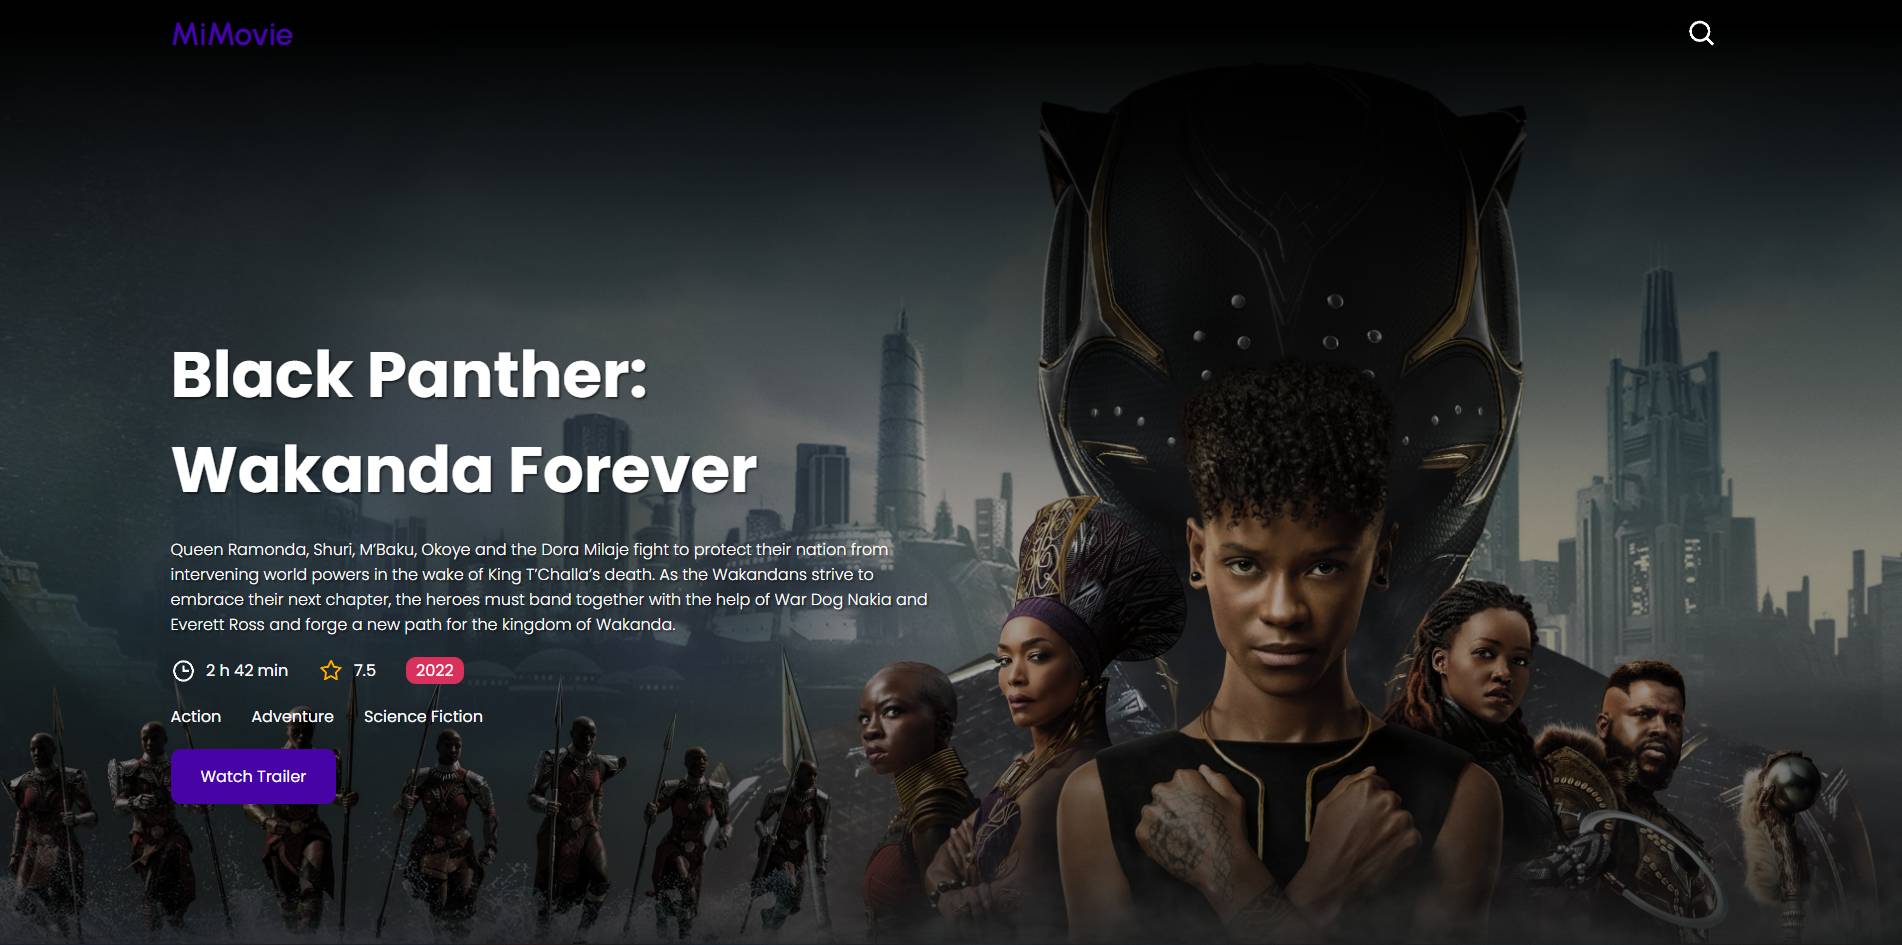 MiMovie
Black Panther:
Wakanda Forever
Queen Ramonda, Shuri, M’Baku, Okoye and the Dora Milaje fight to protect their nation from
intervening world powers in the wake of King T’Challa’s death. As the Wakandans strive to
embrace their next chapter, the heroes must band together with the help of War Dog Nakia and
Everett Ross and forge a new path for the kingdom of Wakanda.
2 h 42 min 7.5 2022
Action Adventure Science Fiction
Watch Trailer